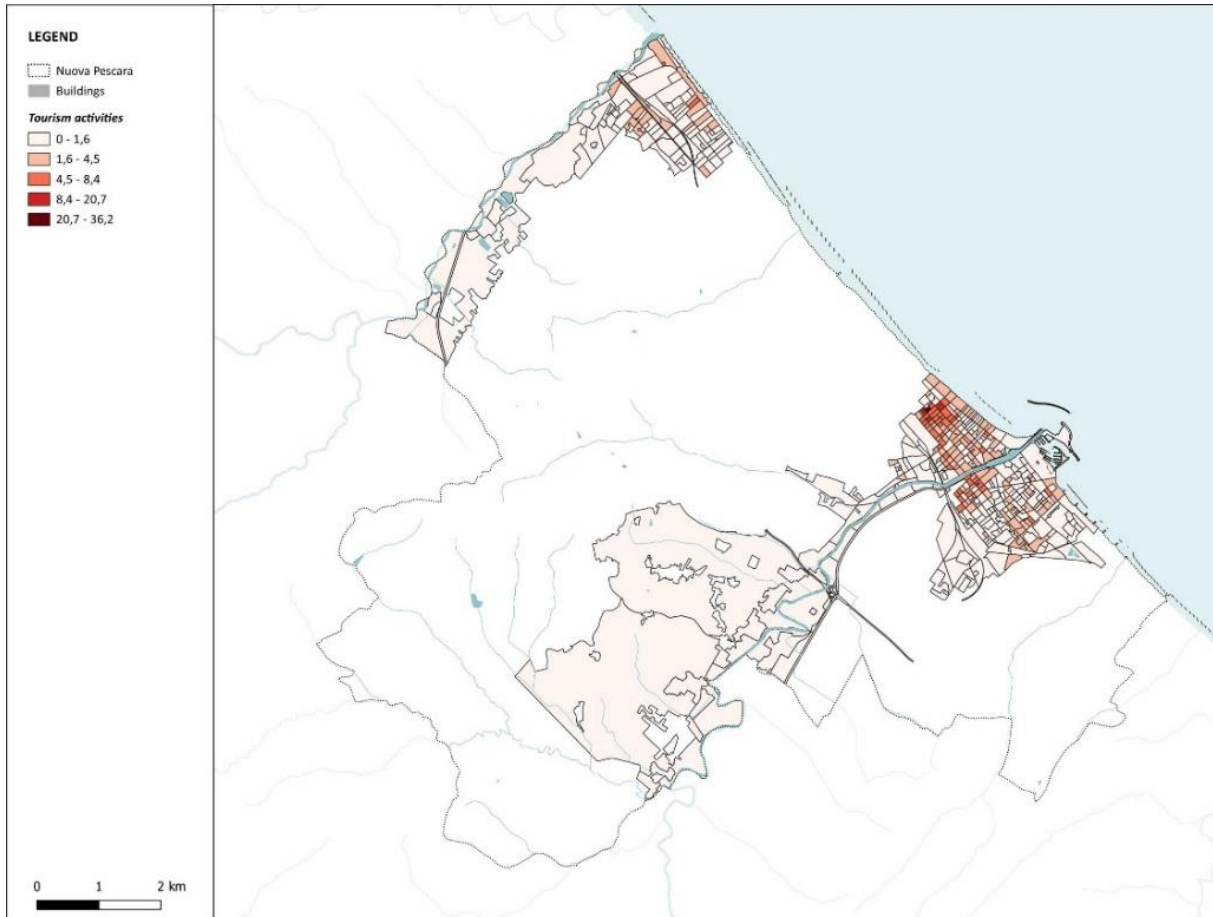 LEGEND
Nuova Pescara
Buildings
Tourism activities
0 - 1,6
1,6 - 4,5
4,5 - 8,4
8,4 - 20,7
20,7 - 36,2
0 1 2 km